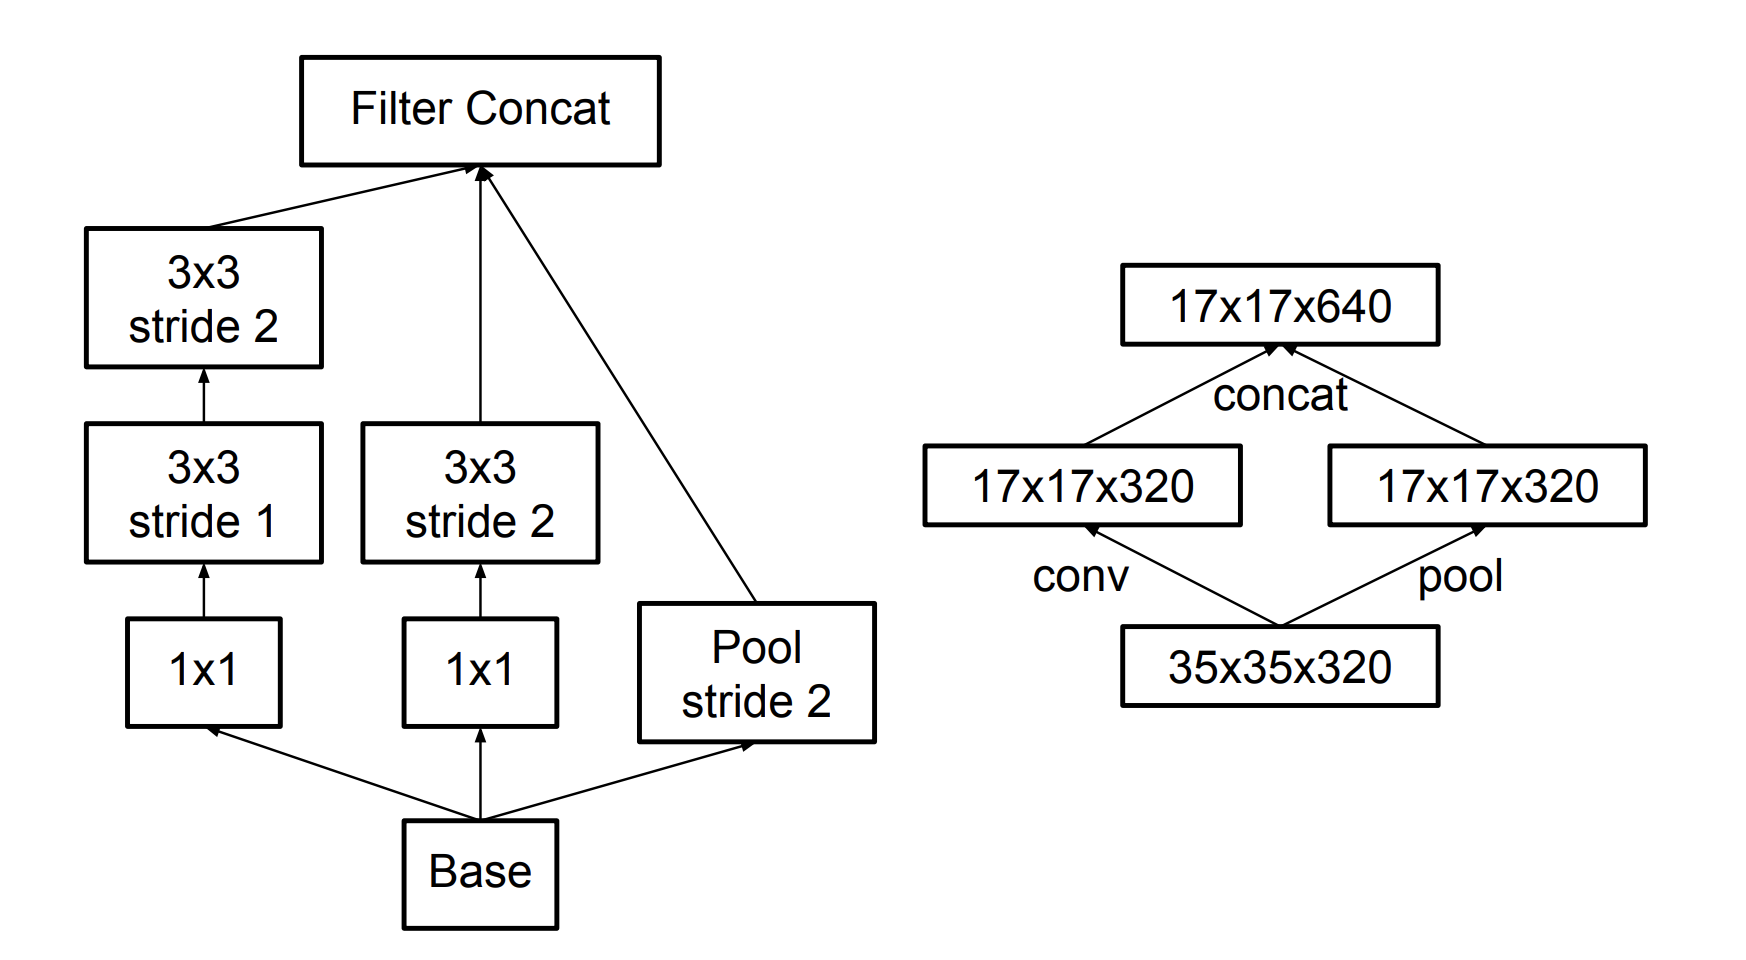 Filter Concat
3x3
stride 2
3x3
stride 1
3x3
stride 2
1x1
1x1
Pool
stride 2
Base
17x17x640
concat
17x17x320
17x17x320
conv
pool
35x35x320